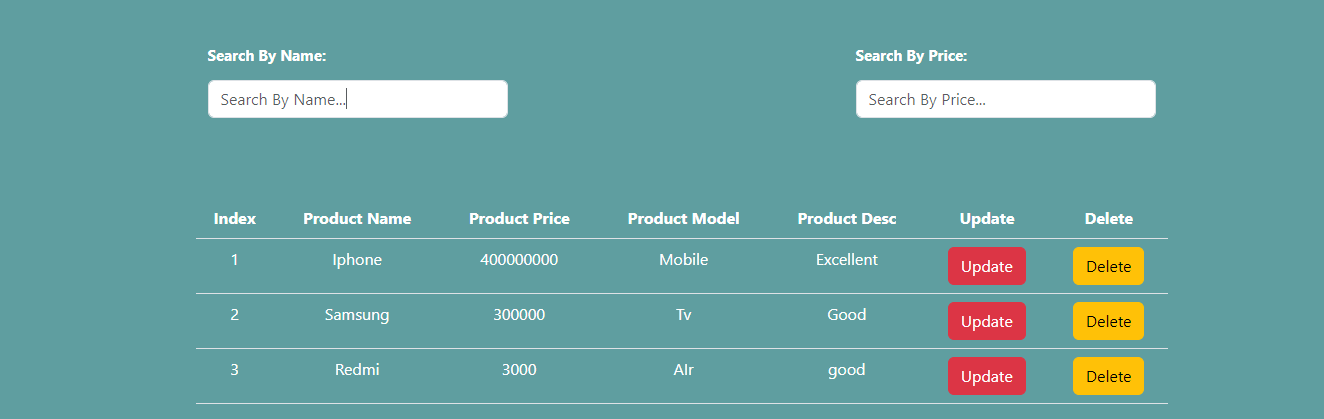 Search By Name: Search By Price:
Search By Name... Search By Price...
Index Product Name Product Price Product Model Product Desc Update Delete
1 Iphone 400000000 Mobile Excellent Update Delete
2 Samsung 300000 Tv Good Update Delete
3 Redmi 3000 AIr good Update Delete